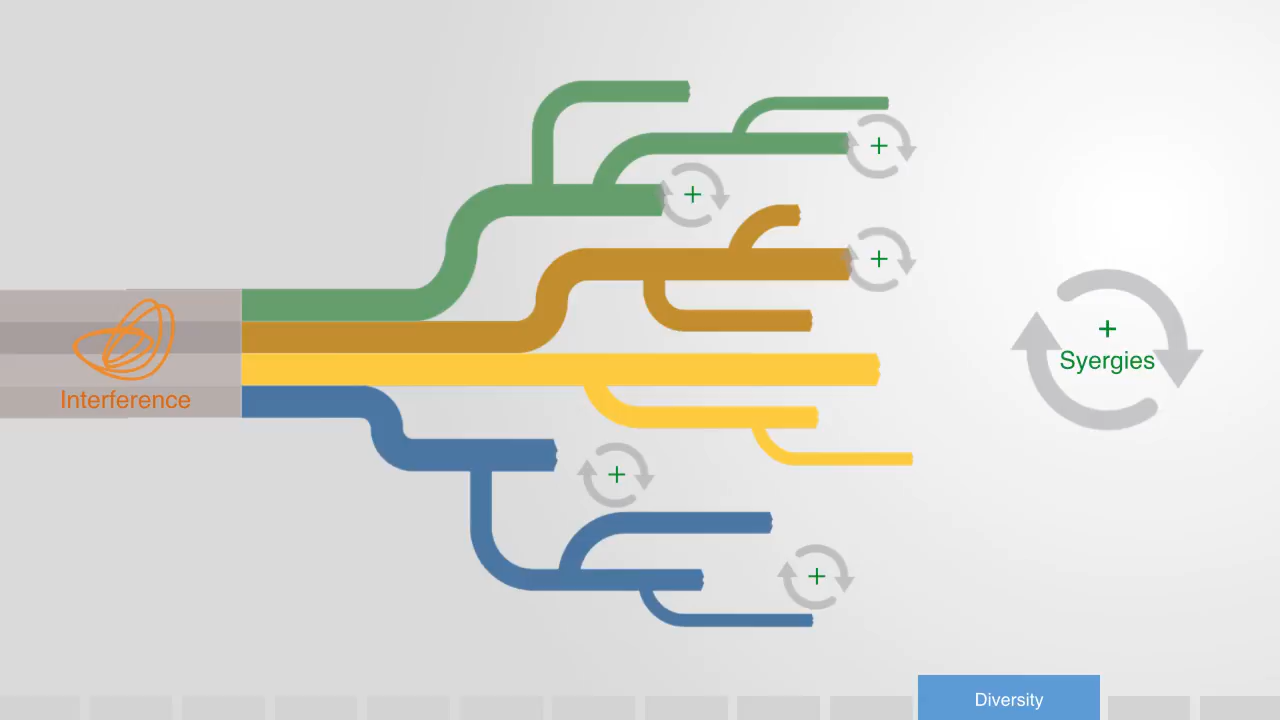 +
+
+
+
Syergies
Interference
+
+
Diversity